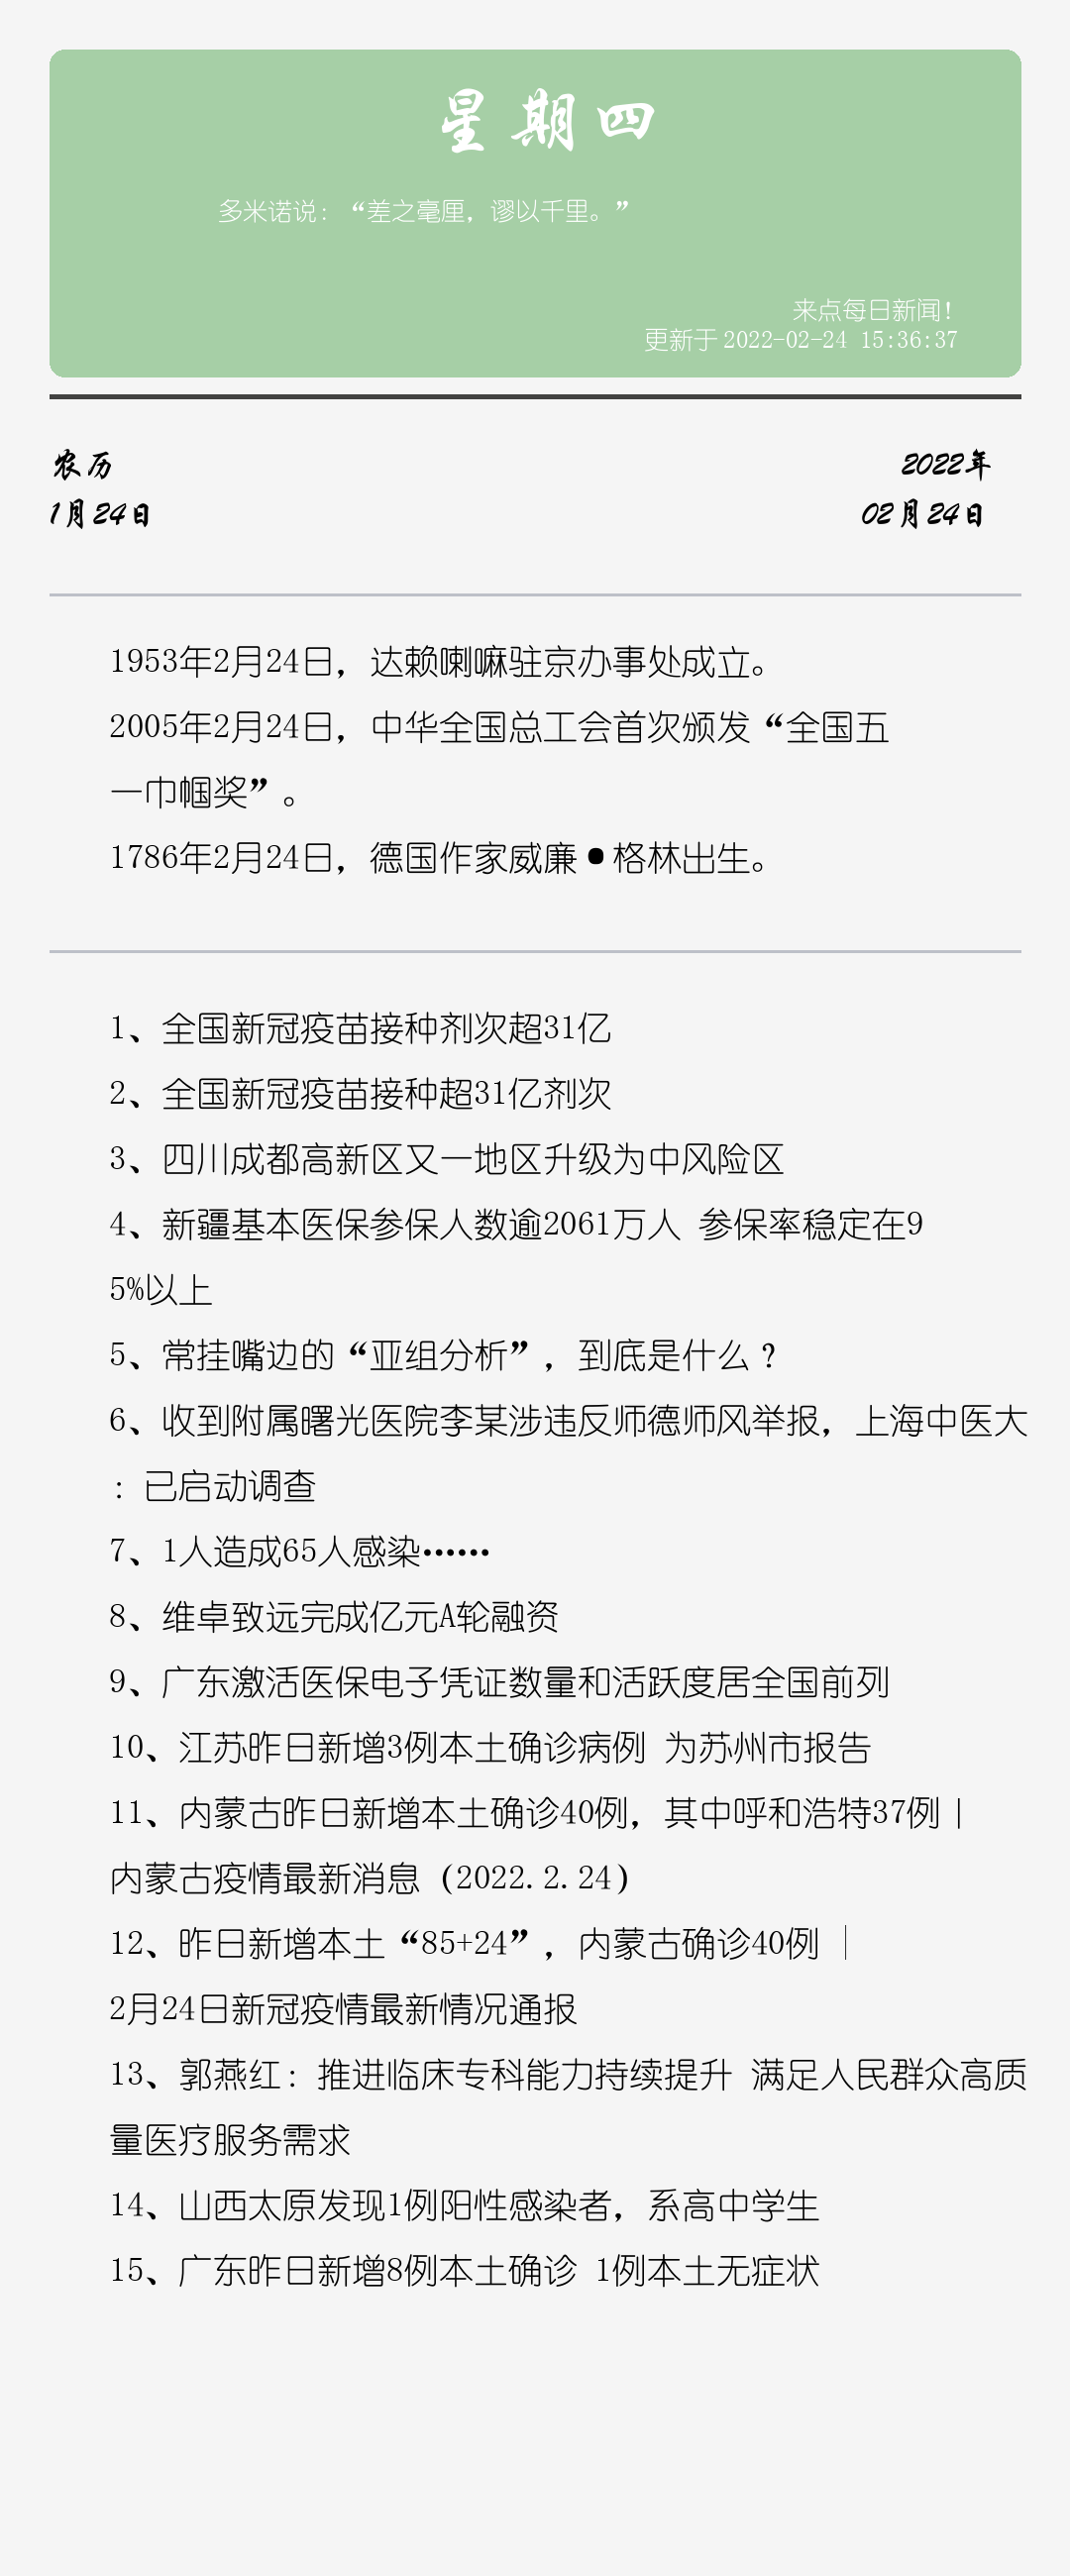 星期四
多米诺说：“差之毫厘，谬以千里。”
来点每日新闻！
更新于 2022-02-24 15:36:37
农历
2022年
1月24日
02月24日
1953年2月24日，达赖喇嘛驻京办事处成立。
2005年2月24日，中华全国总工会首次颁发“全国五
一巾帼奖”。
1786年2月24日，德国作家威廉•格林出生。
1、全国新冠疫苗接种剂次超31亿
2、全国新冠疫苗接种超31亿剂次
3、四川成都高新区又一地区升级为中风险区
4、新疆基本医保参保人数逾2061万人 参保率稳定在9
5%以上
5、常挂嘴边的“亚组分析”，到底是什么？
6、收到附属曙光医院李某涉违反师德师风举报，上海中医大
：已启动调查
7、1人造成65人感染……
8、维卓致远完成亿元A轮融资
9、广东激活医保电子凭证数量和活跃度居全国前列
10、江苏昨日新增3例本土确诊病例 为苏州市报告
11、内蒙古昨日新增本土确诊40例，其中呼和浩特37例｜
内蒙古疫情最新消息（2022.2.24）
12、昨日新增本土“85+24”，内蒙古确诊40例 │
2月24日新冠疫情最新情况通报
13、郭燕红：推进临床专科能力持续提升 满足人民群众高质
量医疗服务需求
14、山西太原发现1例阳性感染者，系高中学生
15、广东昨日新增8例本土确诊 1例本土无症状